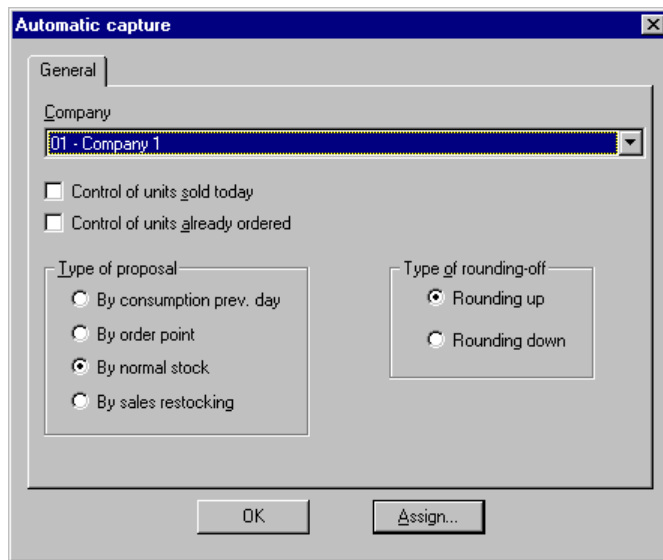 Automatic capture
General
Company
01 - Company 1
Control of units sold today
Control of units already ordered
Type of proposal
By consumption prev. day
By order point
By normal stock
By sales restocking
Type of rounding-off
Rounding up
Rounding down
OK
Assign...